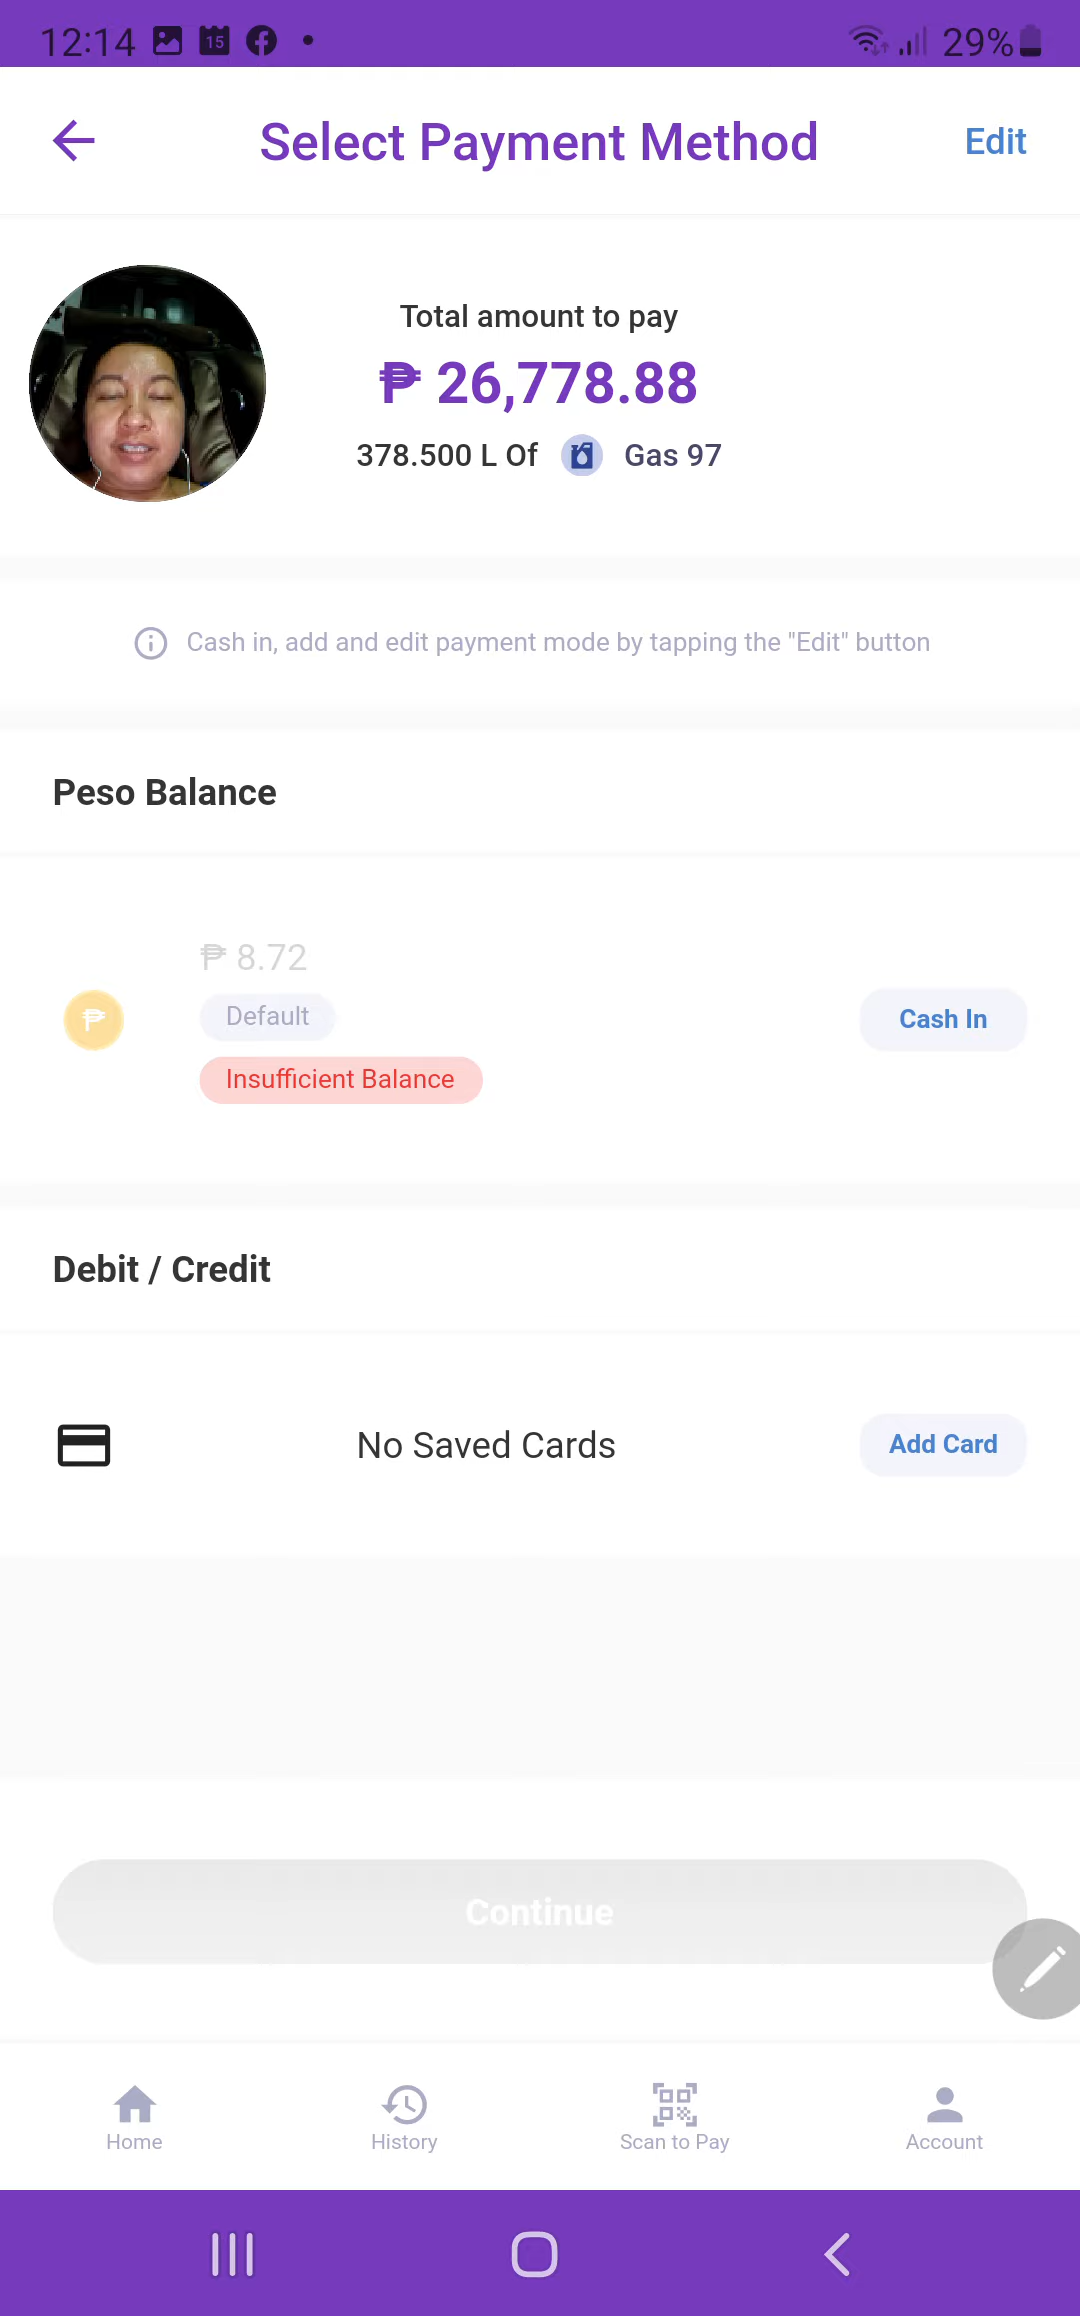 12:14 15 29%
Select Payment Method Edit
Total amount to pay
₱ 26,778.88
378.500 L Of Gas 97
Cash in, add and edit payment mode by tapping the "Edit" button
Peso Balance
₱ 8.72
₱ Default Cash In
Insufficient Balance
Debit / Credit
No Saved Cards Add Card
Continue
Home History Scan to Pay Account